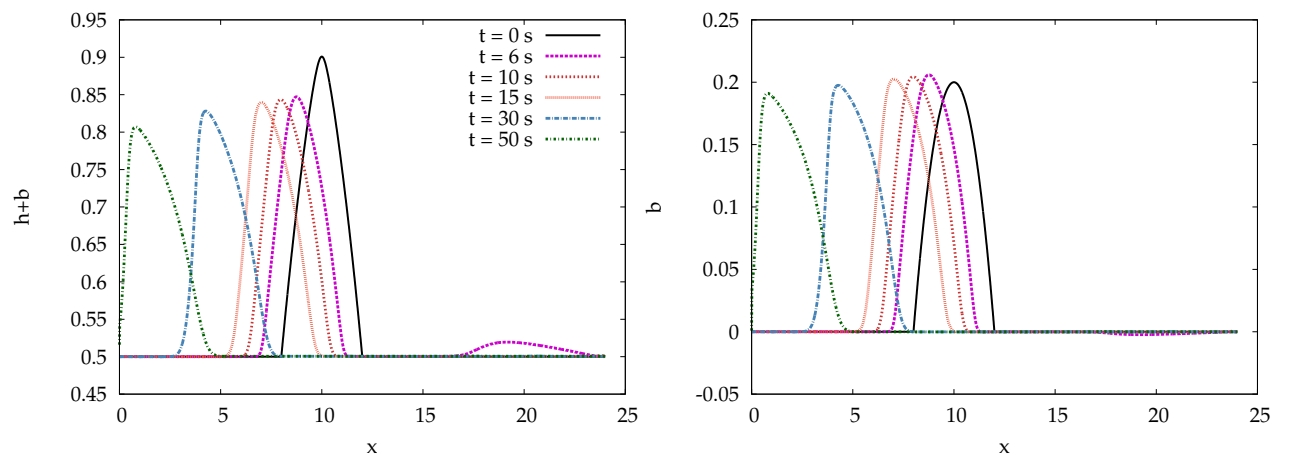 0.95
0.9
0.85
0.8
0.75
0.7
0.65
0.6
0.55
0.5
0.45
h+b
0 5 10 15 20 25
x
t = 0 s
t = 6 s
t = 10 s
t = 15 s
t = 30 s
t = 50 s
0.25
0.2
0.15
0.1
0.05
0
-0.05
b
0 5 10 15 20 25
x